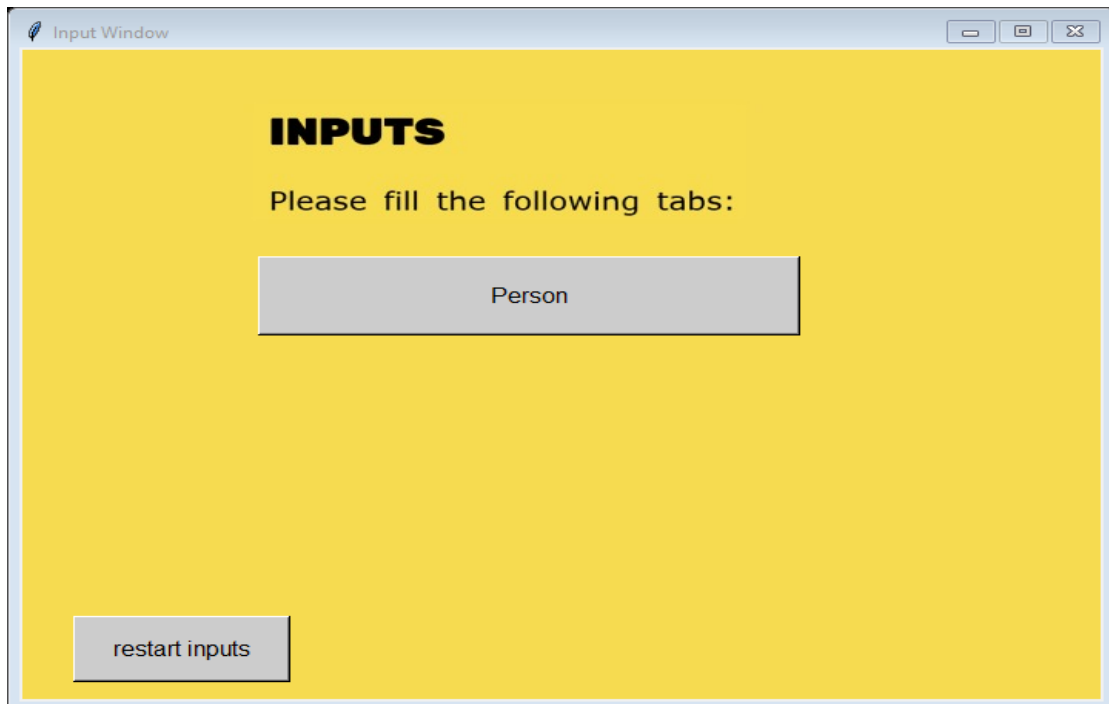 Input Window
INPUTS
Please fill the following tabs:
Person
restart inputs